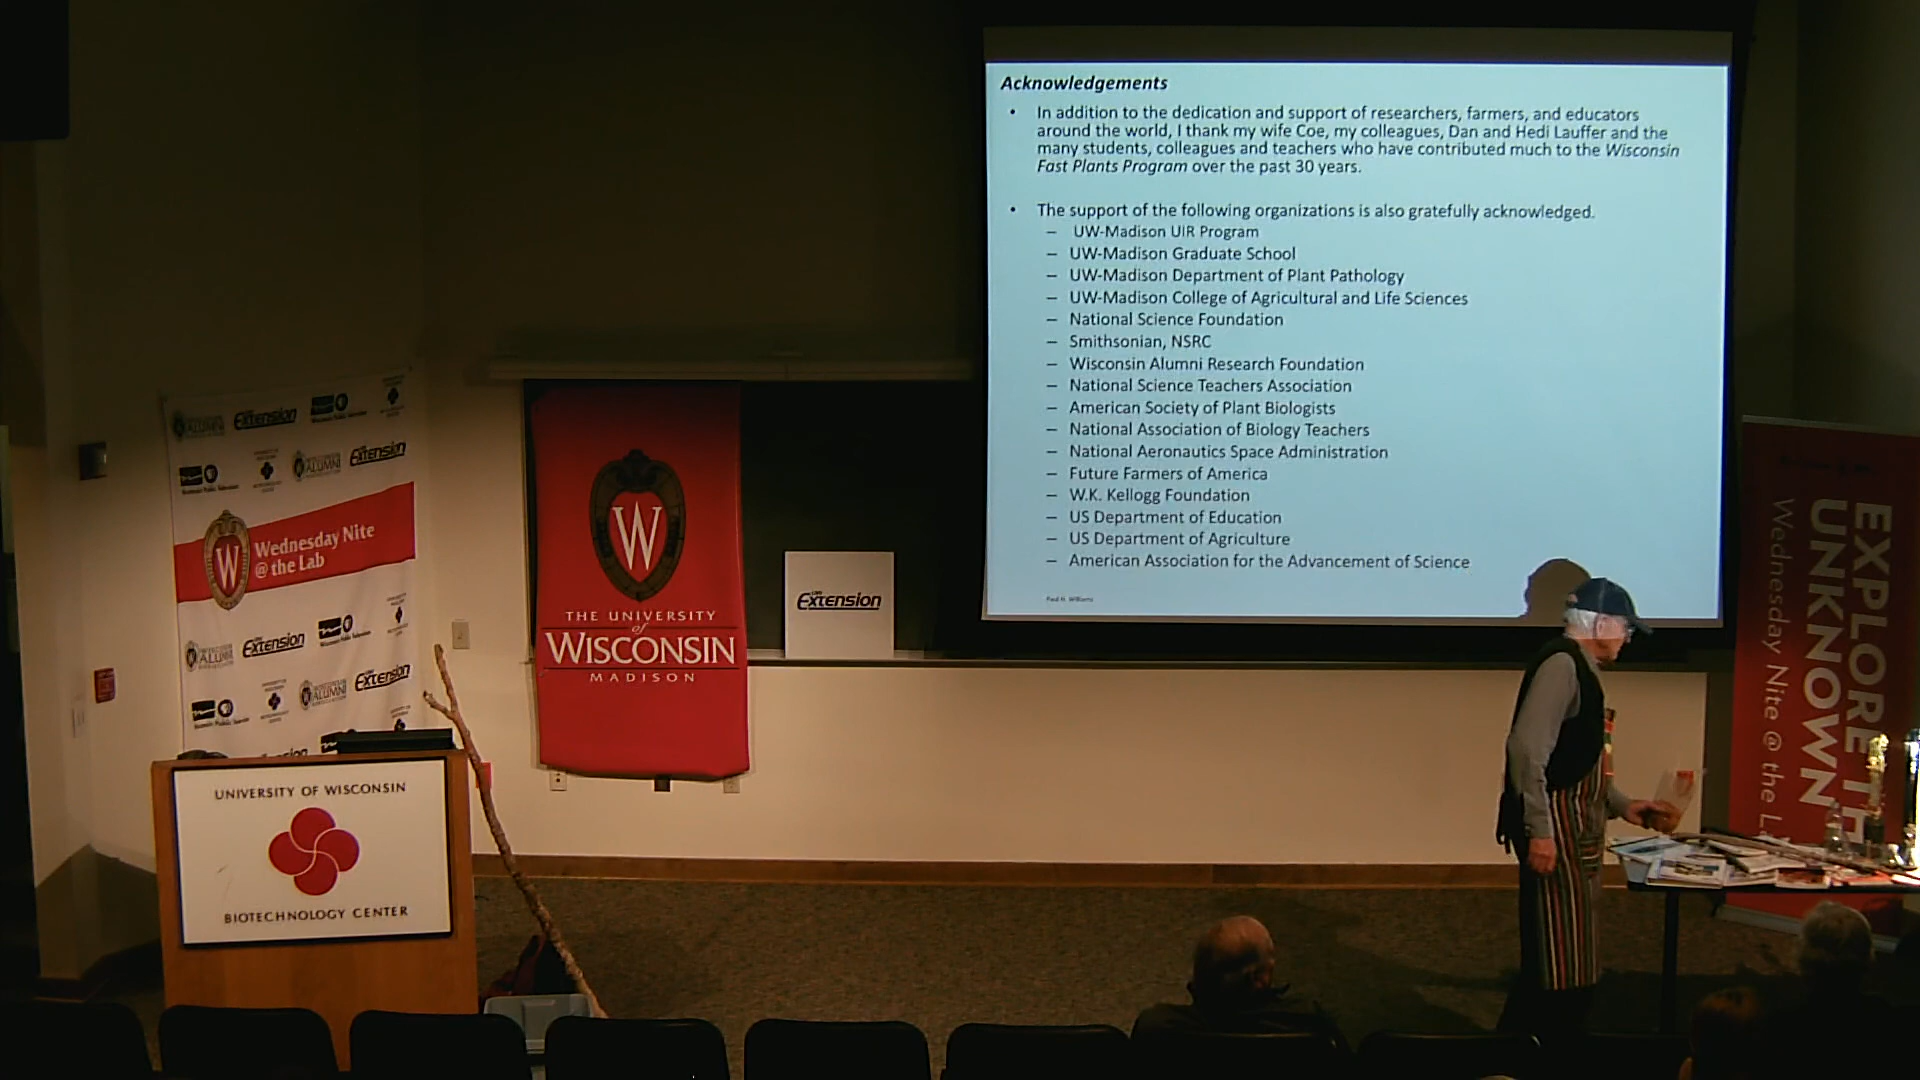 Acknowledgements
• In addition to the dedication and support of researchers, farmers, and educators
around the world, I thank my wife Coe, my colleagues, Dan and Hedi Lauffer and the
many students, colleagues and teachers who have contributed much to the Wisconsin
Fast Plants Program over the past 30 years.
• The support of the following organizations is also gratefully acknowledged.
– UW-Madison UIR Program
– UW-Madison Graduate School
– UW-Madison Department of Plant Pathology
– UW-Madison College of Agricultural and Life Sciences
– National Science Foundation
– Smithsonian, NSRC
– Wisconsin Alumni Research Foundation
– National Science Teachers Association
– American Society of Plant Biologists
– National Association of Biology Teachers
– National Aeronautics Space Administration
– Future Farmers of America
– W.K. Kellogg Foundation
– US Department of Education
– US Department of Agriculture
– American Association for the Advancement of Science
Paul H. Williams
ALUMNI
Extension
ALUMNI
Extension
W
Wednesday Nite
@ the Lab
ALUMNI
Extension
ALUMNI
Extension
W
THE UNIVERSITY
of
WISCONSIN
MADISON
Extension
EXPLORE TH
UNKNOWN
Wednesday Nite @ the L
UNIVERSITY OF WISCONSIN
BIOTECHNOLOGY CENTER